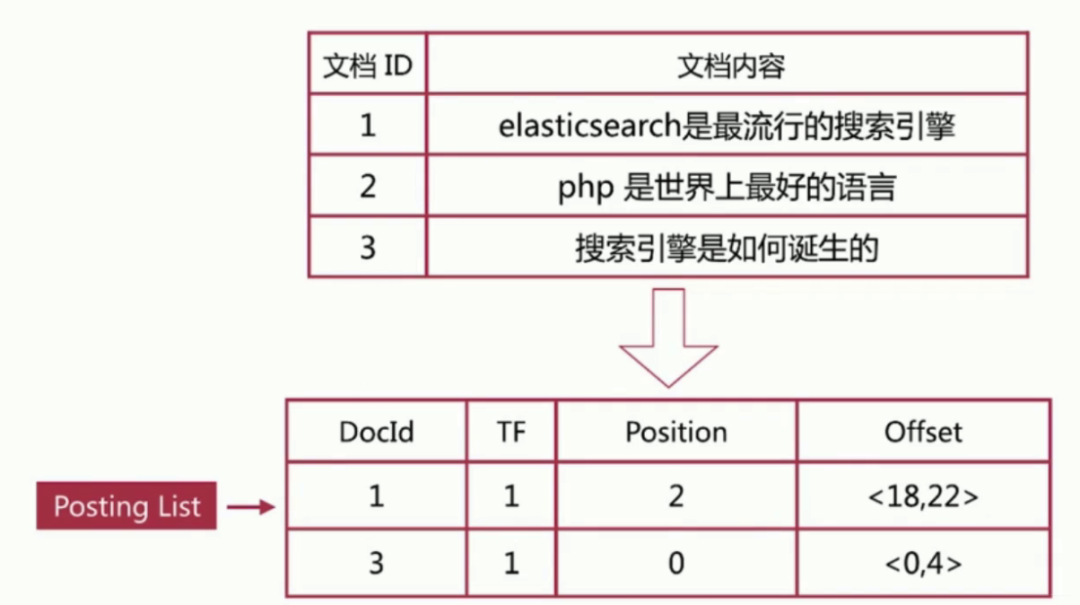 文档 ID 文档内容
1 elasticsearch是最流行的搜索引擎
2 php 是世界上最好的语言
3 搜索引擎是如何诞生的
DocId TF Position Offset
Posting List 1 1 2 <18,22>
3 1 0 <0,4>